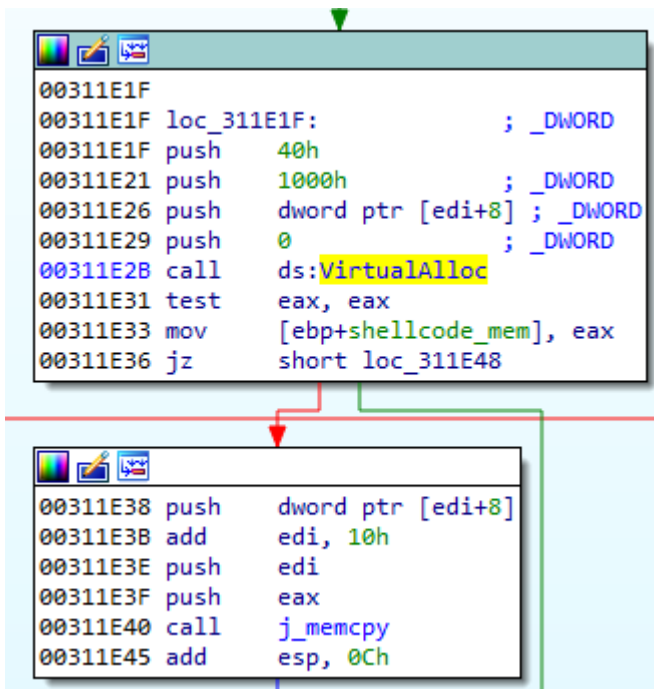 00311E1F
00311E1F loc_311E1F: ; _DWORD
00311E1F push 40h
00311E21 push 1000h ; _DWORD
00311E26 push dword ptr [edi+8] ; _DWORD
00311E29 push 0 ; _DWORD
00311E2B call ds:VirtualAlloc
00311E31 test eax, eax
00311E33 mov [ebp+shellcode_mem], eax
00311E36 jz short loc_311E48
00311E38 push dword ptr [edi+8]
00311E3B add edi, 10h
00311E3E push edi
00311E3F push eax
00311E40 call j_memcpy
00311E45 add esp, 0Ch